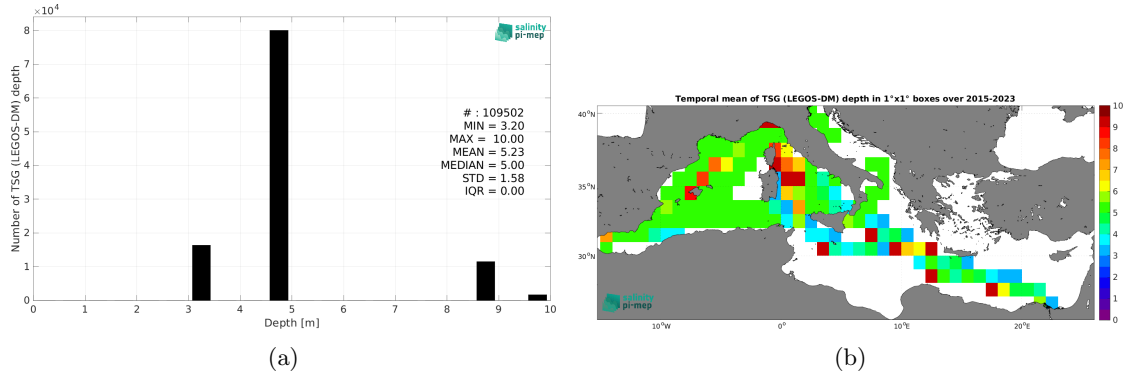 ×10⁴
8
7
6
5
4
3
2
1
0
Number of TSG (LEGOS-DM) depth
salinity
pi-mep
# : 109502
MIN = 3.20
MAX = 10.00
MEAN = 5.23
MEDIAN = 5.00
STD = 1.58
IQR = 0.00
0 1 2 3 4 5 6 7 8 9 10
Depth [m]
(a)
Temporal mean of TSG (LEGOS-DM) depth in 1°x1° boxes over 2015-2023
40°N
35°N
30°N
10°W 0° 10°E 20°E
salinity
pi-mep
10
9
8
7
6
5
4
3
2
1
0
(b)